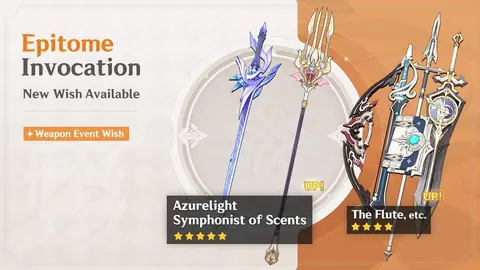 Epitome
Invocation
New Wish Available
Weapon Event Wish
UP!
Azurelight
Symphonist of Scents
UP!
The Flute, etc.